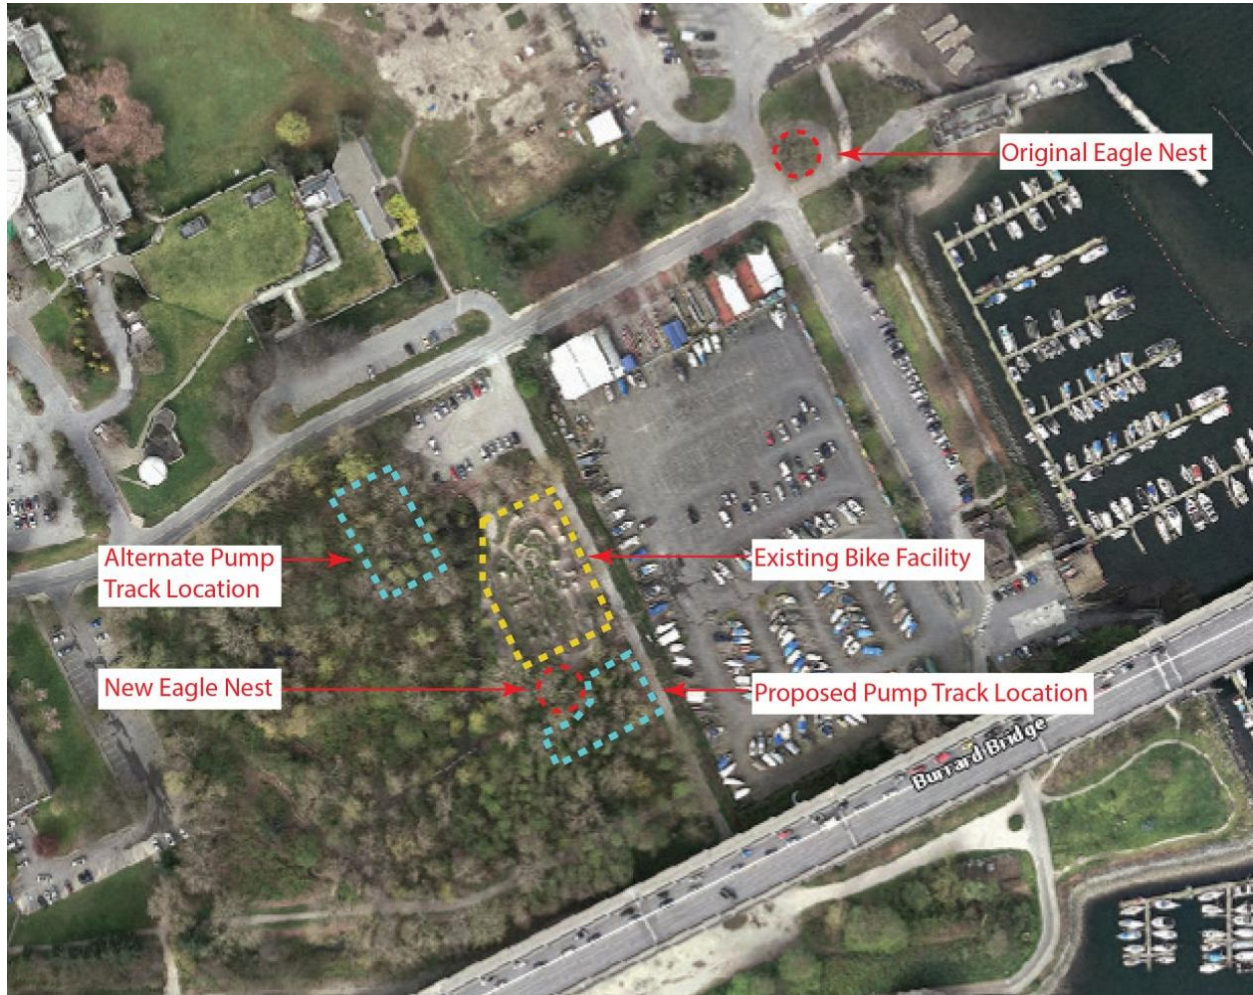 Original Eagle Nest
Alternate Pump
Track Location
Existing Bike Facility
New Eagle Nest
Proposed Pump Track Location
Burrard Bridge